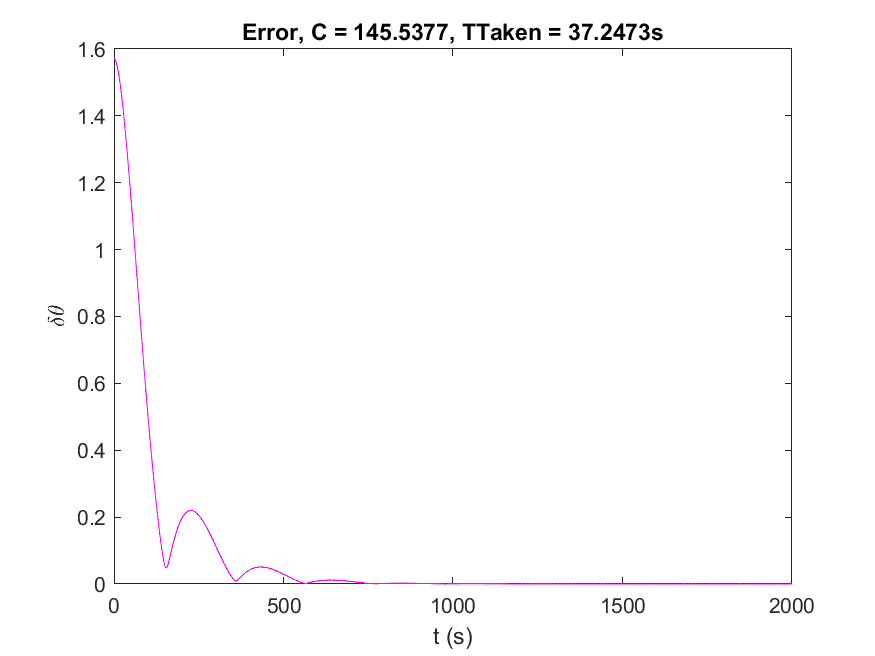 Error, C = 145.5377, TTaken = 37.2473s
1.6
1.4
1.2
1
0.8
0.6
0.4
0.2
0
δθ
0 500 1000 1500 2000
t (s)